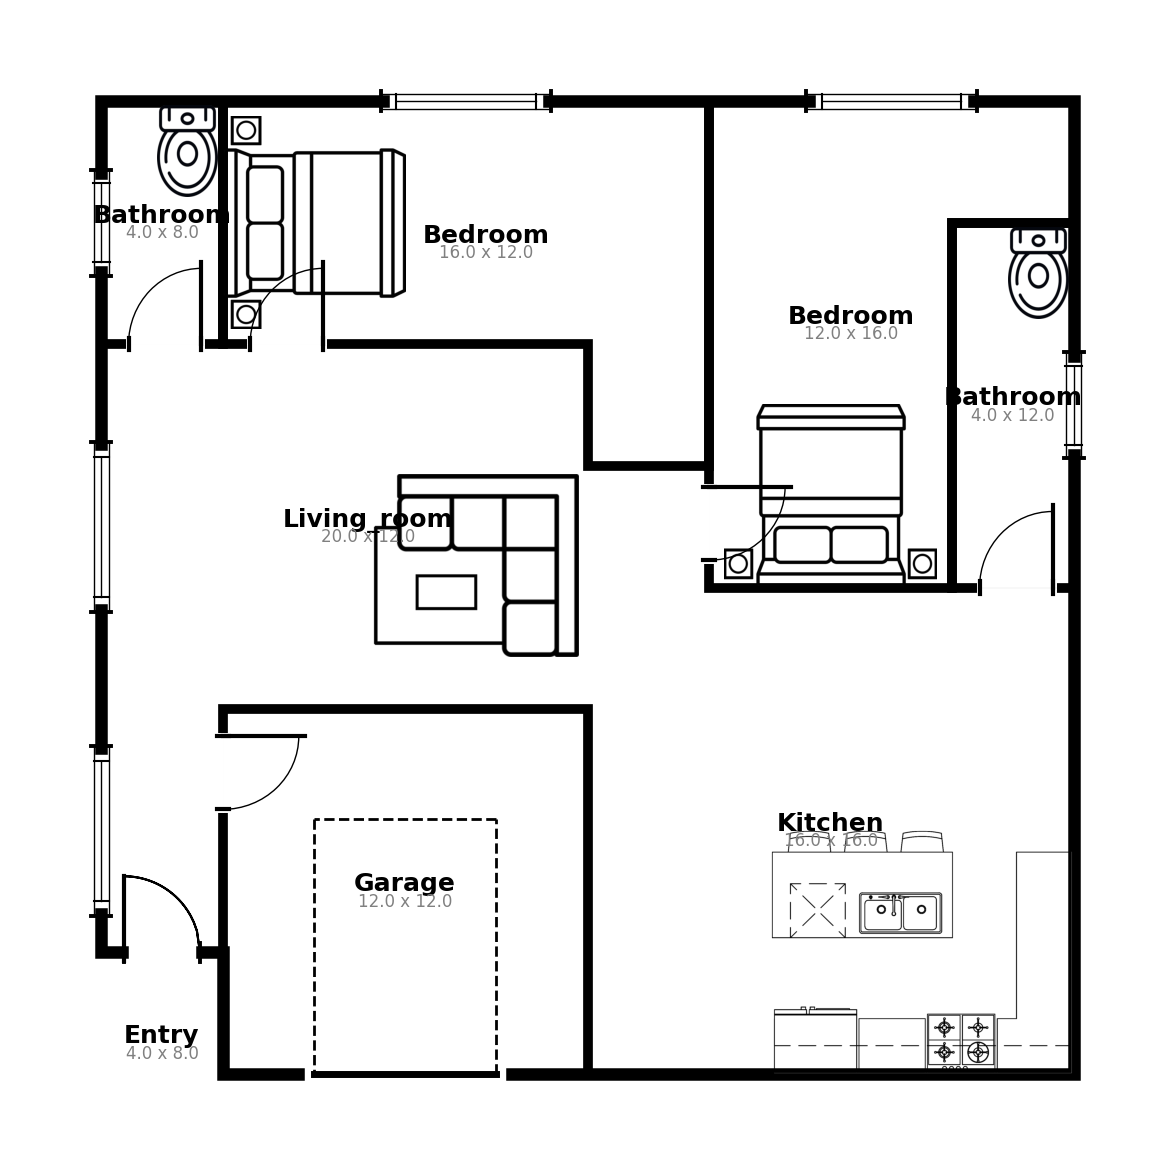 Bathroom
4.0 x 8.0
Bedroom
16.0 x 12.0
Bedroom
12.0 x 16.0
Bathroom
4.0 x 12.0
Living_room
20.0 x 12.0
Kitchen
16.0 x 16.0
Garage
12.0 x 12.0
Entry
4.0 x 8.0